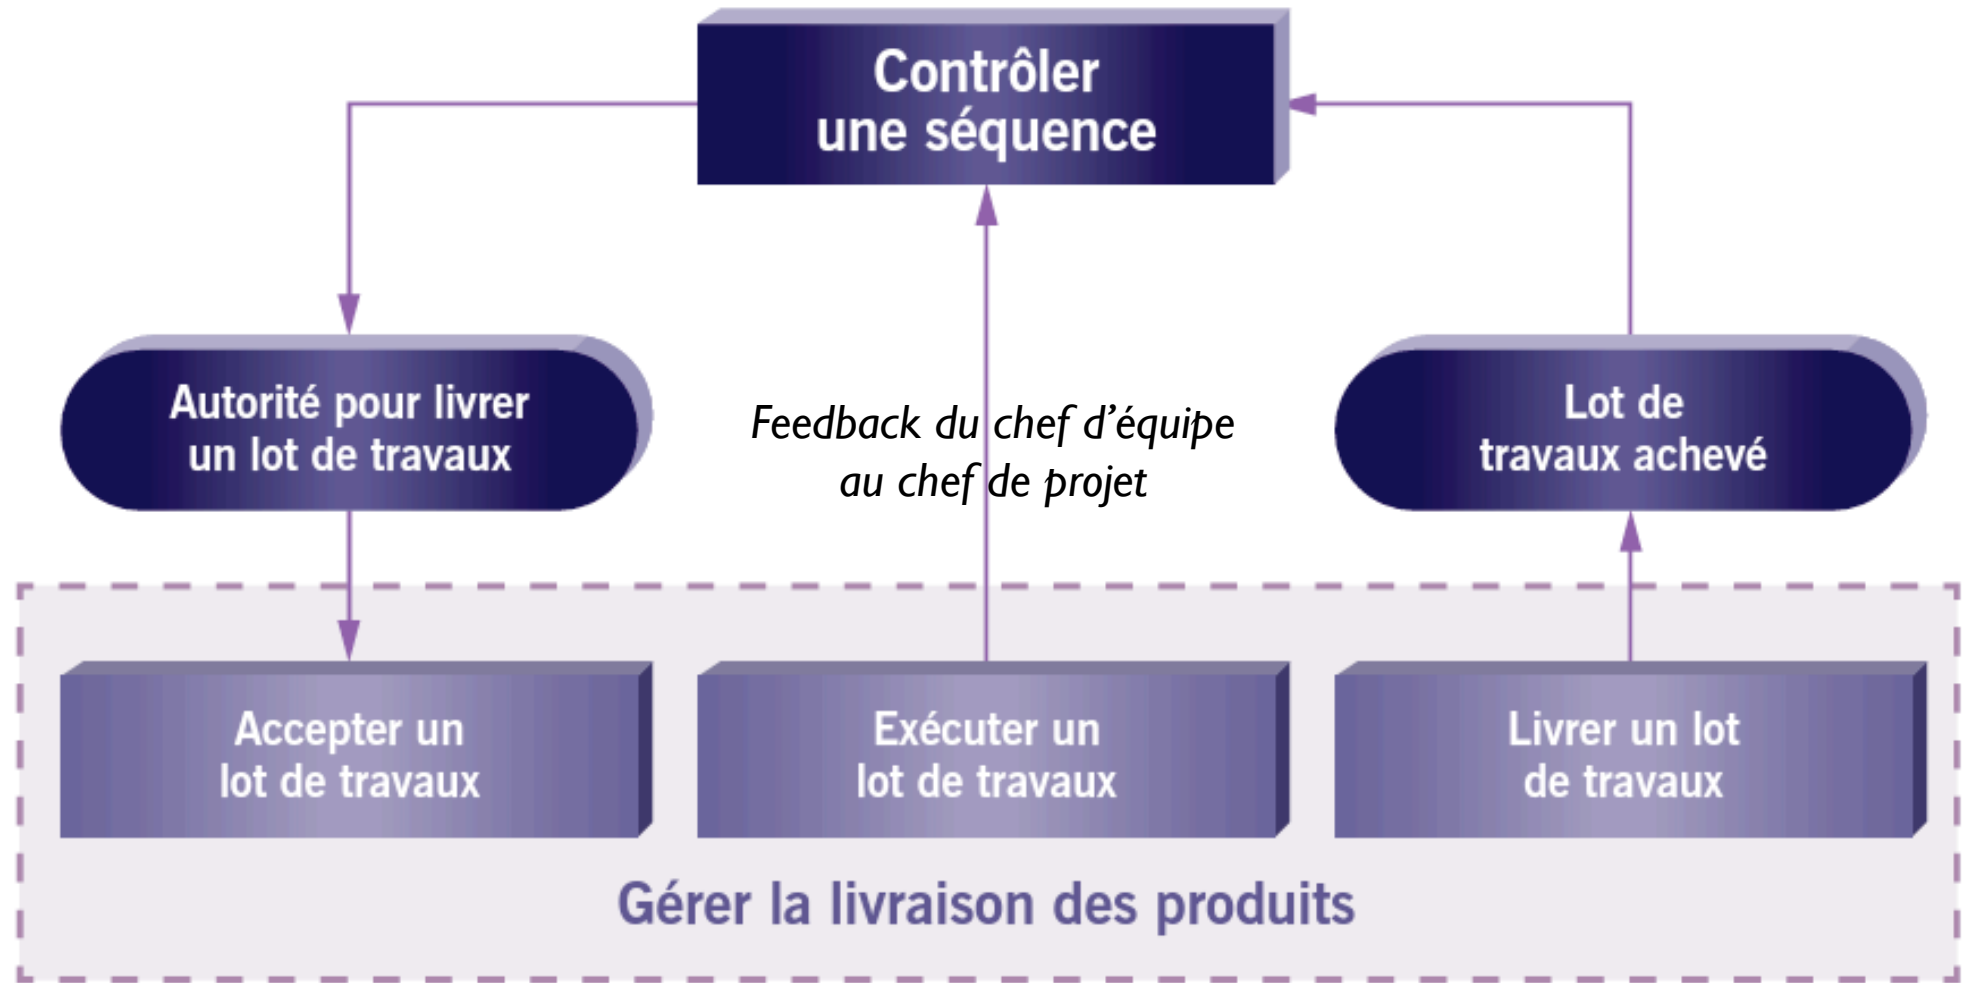 Contrôler
une séquence
Autorité pour livrer
un lot de travaux
Feedback du chef d’équipe
au chef de projet
Lot de
travaux achevé
Accepter un
lot de travaux
Exécuter un
lot de travaux
Livrer un lot
de travaux
Gérer la livraison des produits